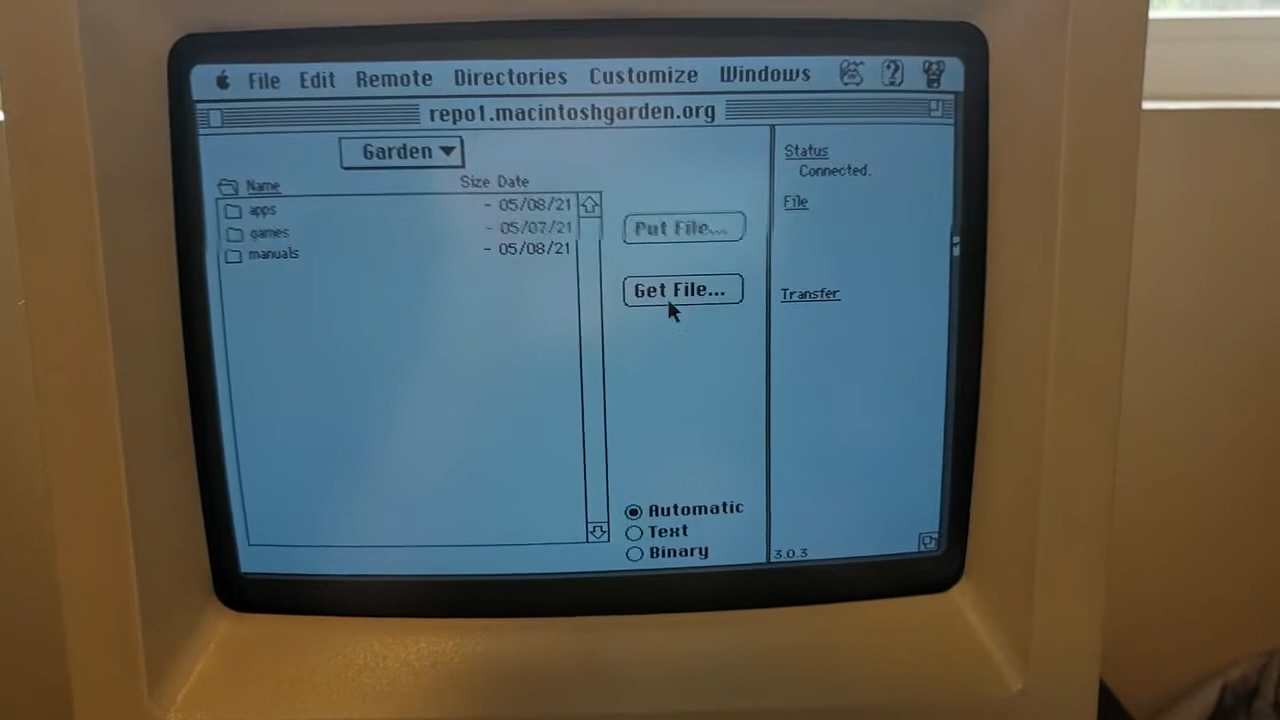 File Edit Remote Directories Customize Windows
repo1.macintoshgarden.org
Garden
Name Size Date
apps - 05/08/21
games - 05/07/21
manuals - 05/08/21
Put File...
Get File...
Automatic
Text
Binary
Status
Connected.
File
Transfer
3.0.3